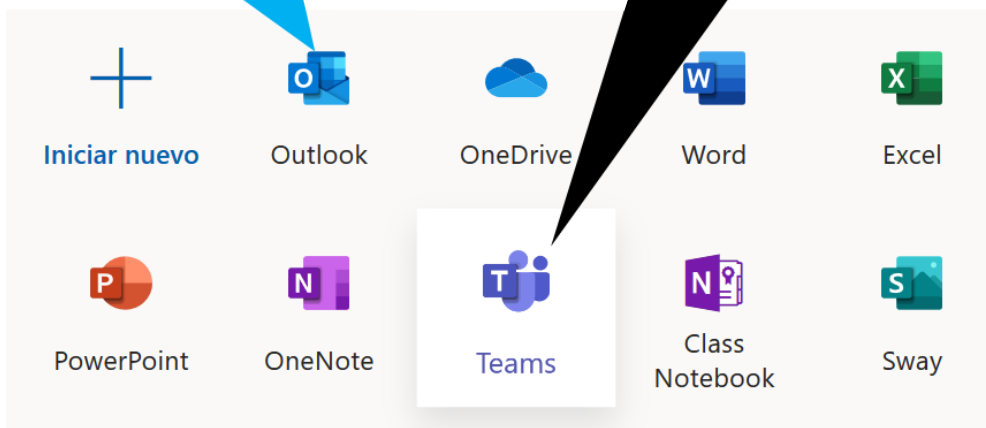 Iniciar nuevo
O
Outlook
OneDrive
W
Word
X
Excel
P
PowerPoint
N
OneNote
T
Teams
N
Class
Notebook
S
Sway